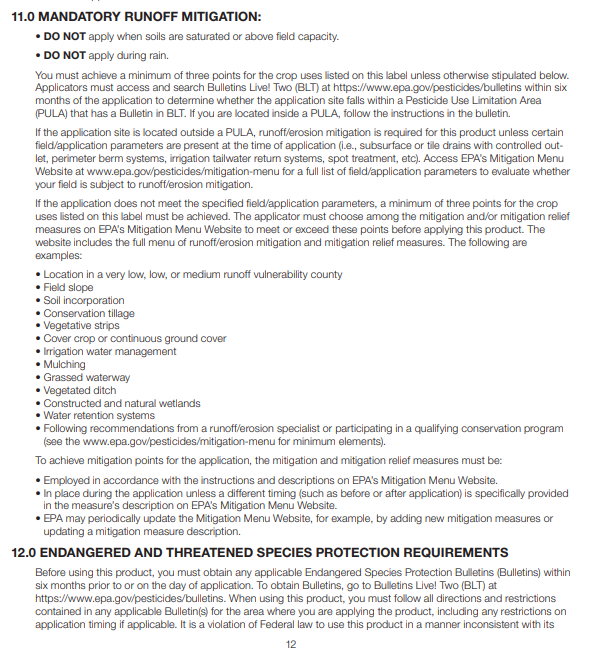 11.0 MANDATORY RUNOFF MITIGATION:
• DO NOT apply when soils are saturated or above field capacity.
• DO NOT apply during rain.
You must achieve a minimum of three points for the crop uses listed on this label unless otherwise stipulated below.
Applicators must access and search Bulletins Live! Two (BLT) at https://www.epa.gov/pesticides/bulletins within six
months of the application to determine whether the application site falls within a Pesticide Use Limitation Area
(PULA) that has a Bulletin in BLT. If you are located inside a PULA, follow the instructions in the bulletin.
If the application site is located outside a PULA, runoff/erosion mitigation is required for this product unless certain
field/application parameters are present at the time of application (i.e., subsurface or tile drains with controlled out-
let, perimeter berm systems, irrigation tailwater return systems, spot treatment, etc). Access EPA's Mitigation Menu
Website at www.epa.gov/pesticides/mitigation-menu for a full list of field/application parameters to evaluate whether
your field is subject to runoff/erosion mitigation.
If the application does not meet the specified field/application parameters, a minimum of three points for the crop
uses listed on this label must be achieved. The applicator must choose among the mitigation and/or mitigation relief
measures on EPA's Mitigation Menu Website to meet or exceed these points before applying this product. The
website includes the full menu of runoff/erosion mitigation and mitigation relief measures. The following are
examples:
• Location in a very low, low, or medium runoff vulnerability county
• Field slope
• Soil incorporation
• Conservation tillage
• Vegetative strips
• Cover crop or continuous ground cover
• Irrigation water management
• Mulching
• Grassed waterway
• Vegetated ditch
• Constructed and natural wetlands
• Water retention systems
• Following recommendations from a runoff/erosion specialist or participating in a qualifying conservation program
(see the www.epa.gov/pesticides/mitigation-menu for minimum elements).
To achieve mitigation points for the application, the mitigation and mitigation relief measures must be:
• Employed in accordance with the instructions and descriptions on EPA's Mitigation Menu Website.
• In place during the application unless a different timing (such as before or after application) is specifically provided
in the measure's description on EPA's Mitigation Menu Website.
• EPA may periodically update the Mitigation Menu Website, for example, by adding new mitigation measures or
updating a mitigation measure description.
12.0 ENDANGERED AND THREATENED SPECIES PROTECTION REQUIREMENTS
Before using this product, you must obtain any applicable Endangered Species Protection Bulletins (Bulletins) within
six months prior to or on the day of application. To obtain Bulletins, go to Bulletins Live! Two (BLT) at
https://www.epa.gov/pesticides/bulletins. When using this product, you must follow all directions and restrictions
contained in any applicable Bulletin(s) for the area where you are applying the product, including any restrictions on
application timing if applicable. It is a violation of Federal law to use this product in a manner inconsistent with its
12